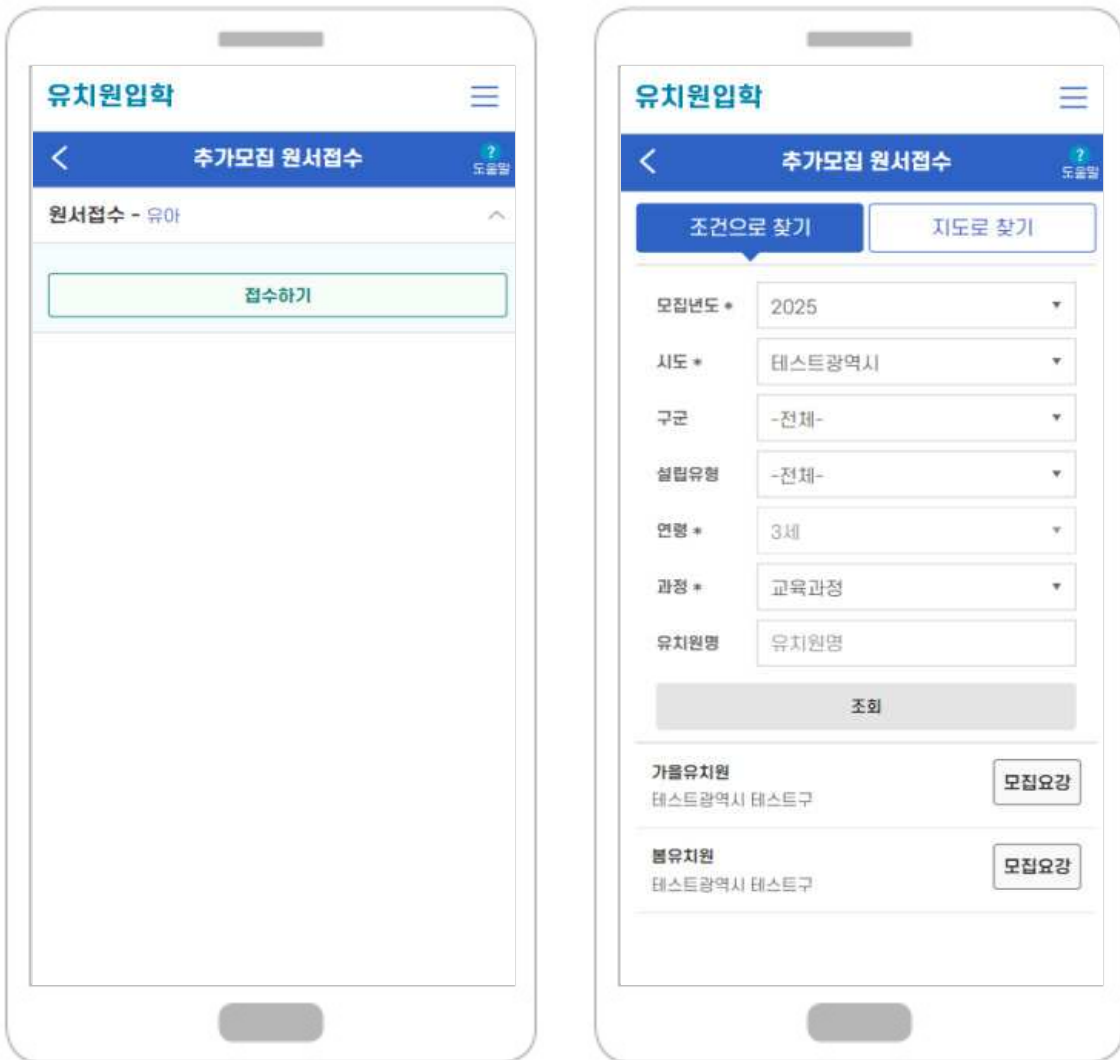 유치원입학
추가모집 원서접수
?
도움말
원서접수 - 유아
접수하기
유치원입학
추가모집 원서접수
?
도움말
조건으로 찾기
지도로 찾기
모집년도 * 2025
시도 * 테스트광역시
구군 -전체-
설립유형 -전체-
연령 * 3세
과정 * 교육과정
유치원명 유치원명
조회
가을유치원
테스트광역시 테스트구
모집요강
봄유치원
테스트광역시 테스트구
모집요강